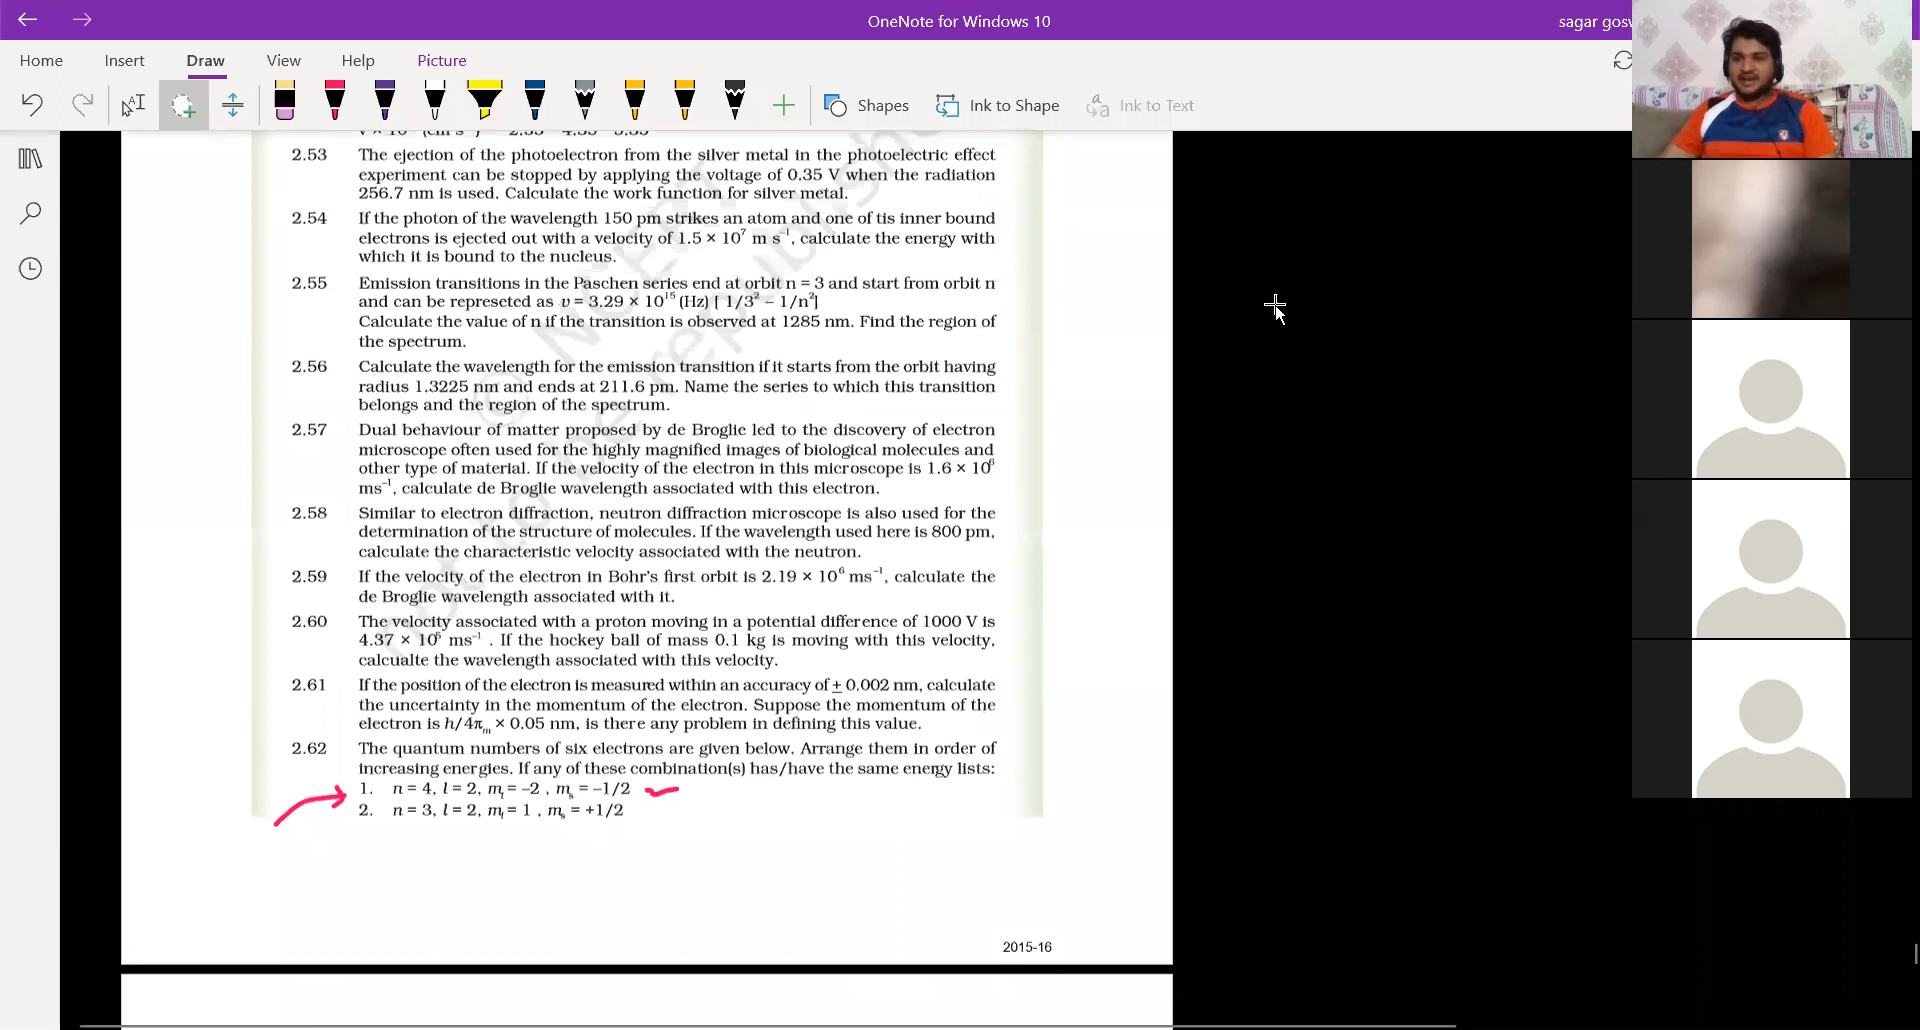 OneNote for Windows 10
sagar gosw
Home Insert Draw View Help Picture
Shapes Ink to Shape Ink to Text
2.53 The ejection of the photoelectron from the silver metal in the photoelectric effect
experiment can be stopped by applying the voltage of 0.35 V when the radiation
256.7 nm is used. Calculate the work function for silver metal.
2.54 If the photon of the wavelength 150 pm strikes an atom and one of tis inner bound
electrons is ejected out with a velocity of 1.5 × 10⁷ m s⁻¹, calculate the energy with
which it is bound to the nucleus.
2.55 Emission transitions in the Paschen series end at orbit n = 3 and start from orbit n
and can be represeted as υ = 3.29 × 10¹⁵ (Hz) [ 1/3² – 1/n²]
Calculate the value of n if the transition is observed at 1285 nm. Find the region of
the spectrum.
2.56 Calculate the wavelength for the emission transition if it starts from the orbit having
radius 1.3225 nm and ends at 211.6 pm. Name the series to which this transition
belongs and the region of the spectrum.
2.57 Dual behaviour of matter proposed by de Broglie led to the discovery of electron
microscope often used for the highly magnified images of biological molecules and
other type of material. If the velocity of the electron in this microscope is 1.6 × 10⁶
ms⁻¹, calculate de Broglie wavelength associated with this electron.
2.58 Similar to electron diffraction, neutron diffraction microscope is also used for the
determination of the structure of molecules. If the wavelength used here is 800 pm,
calculate the characteristic velocity associated with the neutron.
2.59 If the velocity of the electron in Bohr's first orbit is 2.19 × 10⁶ ms⁻¹, calculate the
de Broglie wavelength associated with it.
2.60 The velocity associated with a proton moving in a potential difference of 1000 V is
4.37 × 10⁵ ms⁻¹ . If the hockey ball of mass 0.1 kg is moving with this velocity,
calcualte the wavelength associated with this velocity.
2.61 If the position of the electron is measured within an accuracy of ± 0.002 nm, calculate
the uncertainty in the momentum of the electron. Suppose the momentum of the
electron is h/4πₘ × 0.05 nm, is there any problem in defining this value.
2.62 The quantum numbers of six electrons are given below. Arrange them in order of
increasing energies. If any of these combination(s) has/have the same energy lists:
1. n = 4, l = 2, mₗ = –2 , mₛ = –1/2
2. n = 3, l = 2, mₗ = 1 , mₛ = +1/2
© NCERT
not to be republished
2015-16